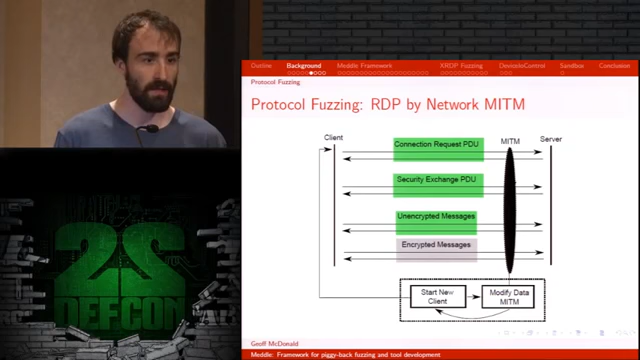 Outline Background Meddle Framework XRDP Fuzzing DeviceIoControl Sandbox Conclusion
Protocol Fuzzing
Protocol Fuzzing: RDP by Network MITM
Client MITM Server
Connection Request PDU
Security Exchange PDU
Unencrypted Messages
Encrypted Messages
Start New Client
Modify Data MITM
Geoff McDonald
Meddle: Framework for piggy-back fuzzing and tool development
22
DEFCON